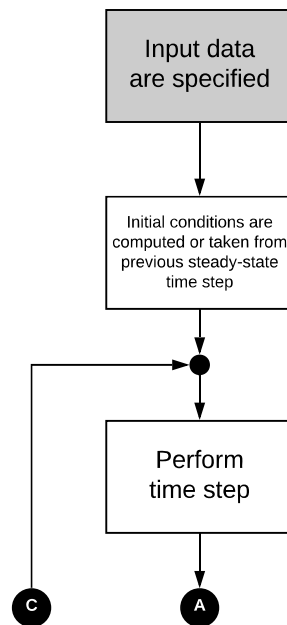 Input data
are specified
Initial conditions are
computed or taken from
previous steady-state
time step
Perform
time step
C
A